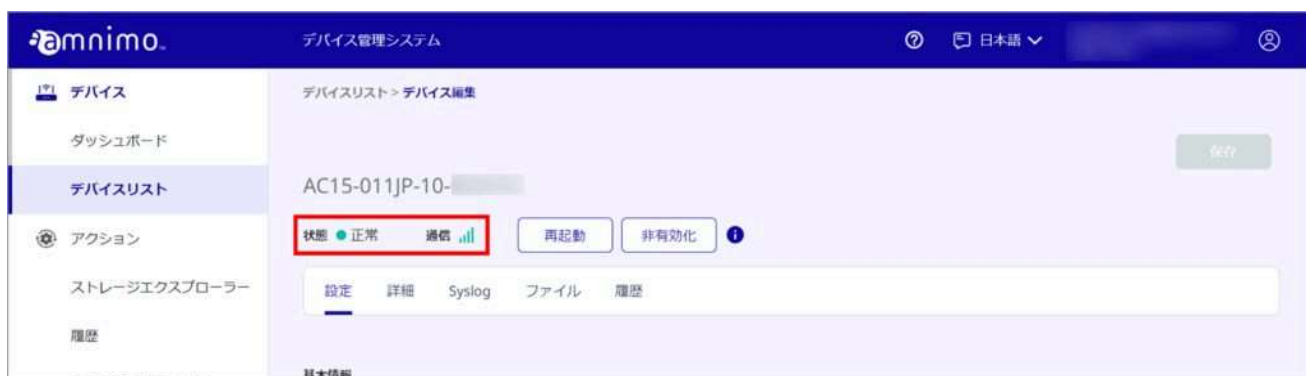 amnimo
デバイス管理システム
日本語
デバイス
デバイスリスト > デバイス編集
ダッシュボード
保存
デバイスリスト
AC15-011JP-10-
アクション
状態 正常 通信 再起動 非有効化
ストレージエクスプローラー
設定 詳細 Syslog ファイル 履歴
履歴
基本情報